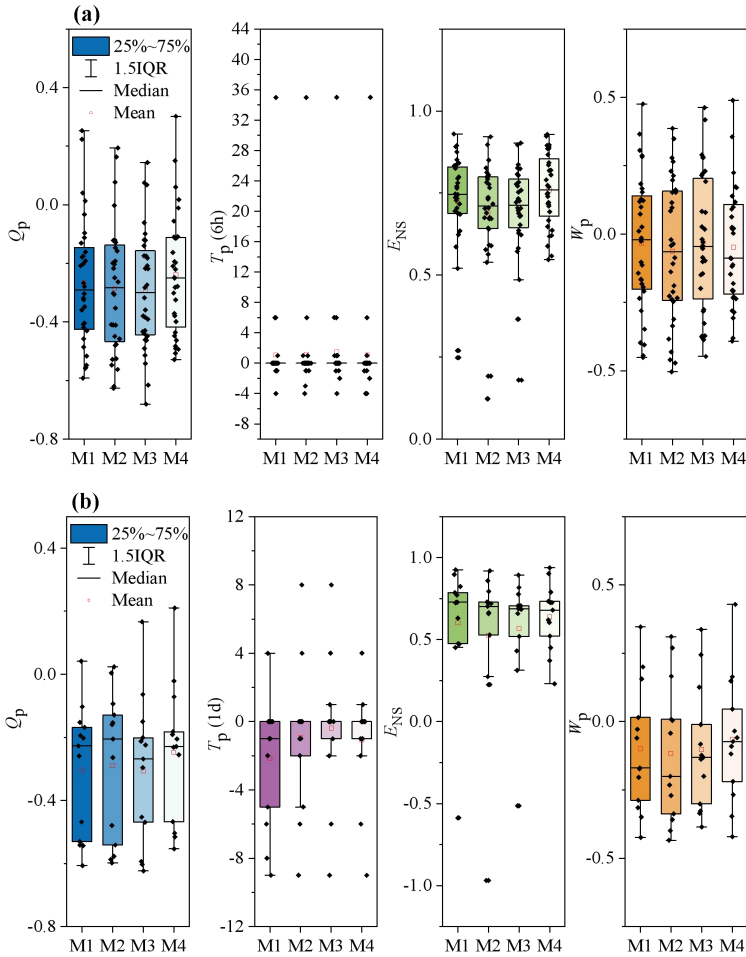 (a)
25%~75%
1.5IQR
Median
Mean
0.4
0.0
-0.4
-0.8
Qp
M1 M2 M3 M4
44
40
36
32
28
24
20
16
12
8
4
0
-4
-8
Tp (6h)
M1 M2 M3 M4
1.0
0.5
0.0
ENS
M1 M2 M3 M4
0.5
0.0
-0.5
Wp
M1 M2 M3 M4
(b)
25%~75%
1.5IQR
Median
Mean
0.4
0.0
-0.4
-0.8
Qp
M1 M2 M3 M4
12
8
4
0
-4
-8
-12
Tp (1d)
M1 M2 M3 M4
1.0
0.5
0.0
-0.5
-1.0
ENS
M1 M2 M3 M4
0.5
0.0
-0.5
Wp
M1 M2 M3 M4